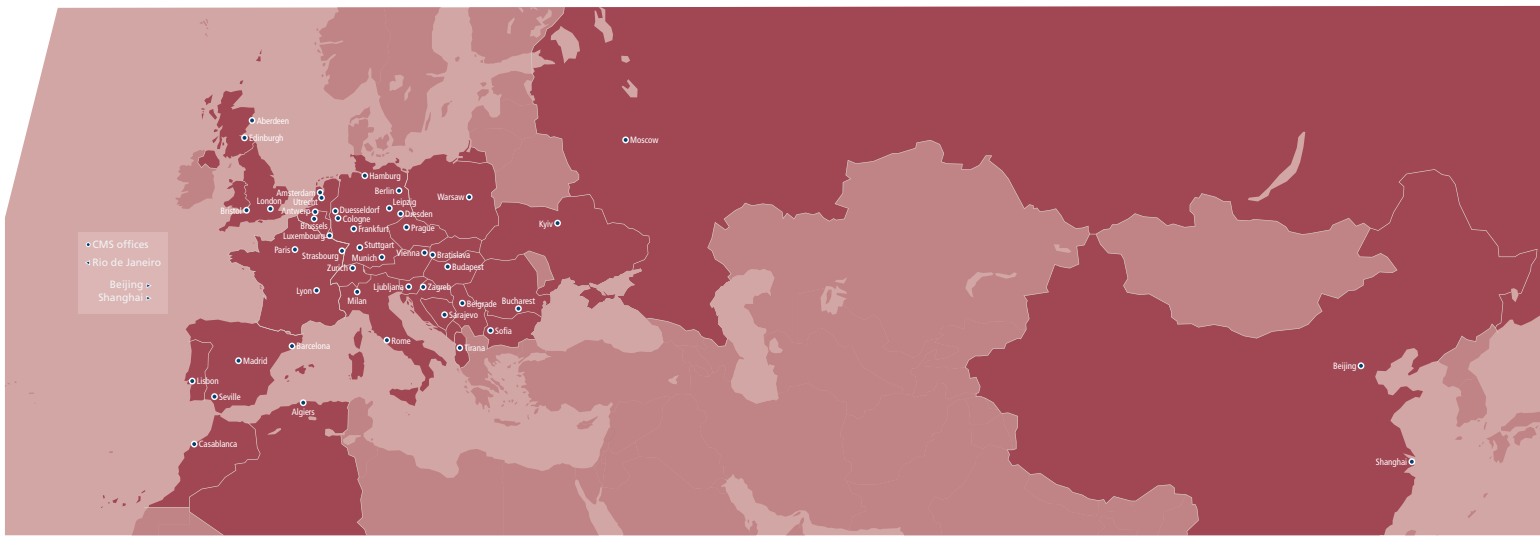 Aberdeen
Edinburgh
Moscow
Hamburg
Amsterdam
Berlin
Utrecht
Leipzig
Warsaw
London
Bristol
Antwerp
Duesseldorf
Dresden
Cologne
Brussels
Frankfurt
Prague
Kyiv
Luxembourg
CMS offices
Paris
Stuttgart
Strasbourg
Munich
Vienna
Bratislava
Rio de Janeiro
Zurich
Budapest
Beijing
Shanghai
Lyon
Milan
Ljubljana
Zagreb
Belgrade
Bucharest
Sarajevo
Sofia
Rome
Tirana
Barcelona
Madrid
Beijing
Lisbon
Seville
Algiers
Casablanca
Shanghai